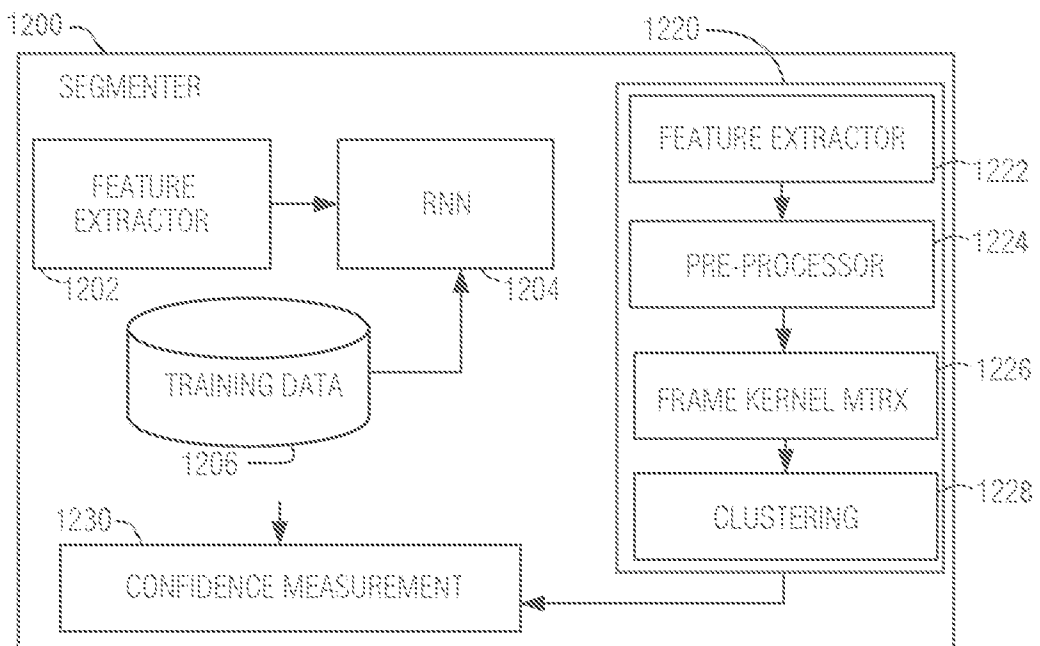 1200
1220
SEGMENTER
FEATURE EXTRACTOR
1222
FEATURE
EXTRACTOR
1202
RNN
1204
PRE-PROCESSOR
1224
TRAINING DATA
1206
FRAME KERNEL MTRX
1226
CLUSTERING
1228
1230
CONFIDENCE MEASUREMENT